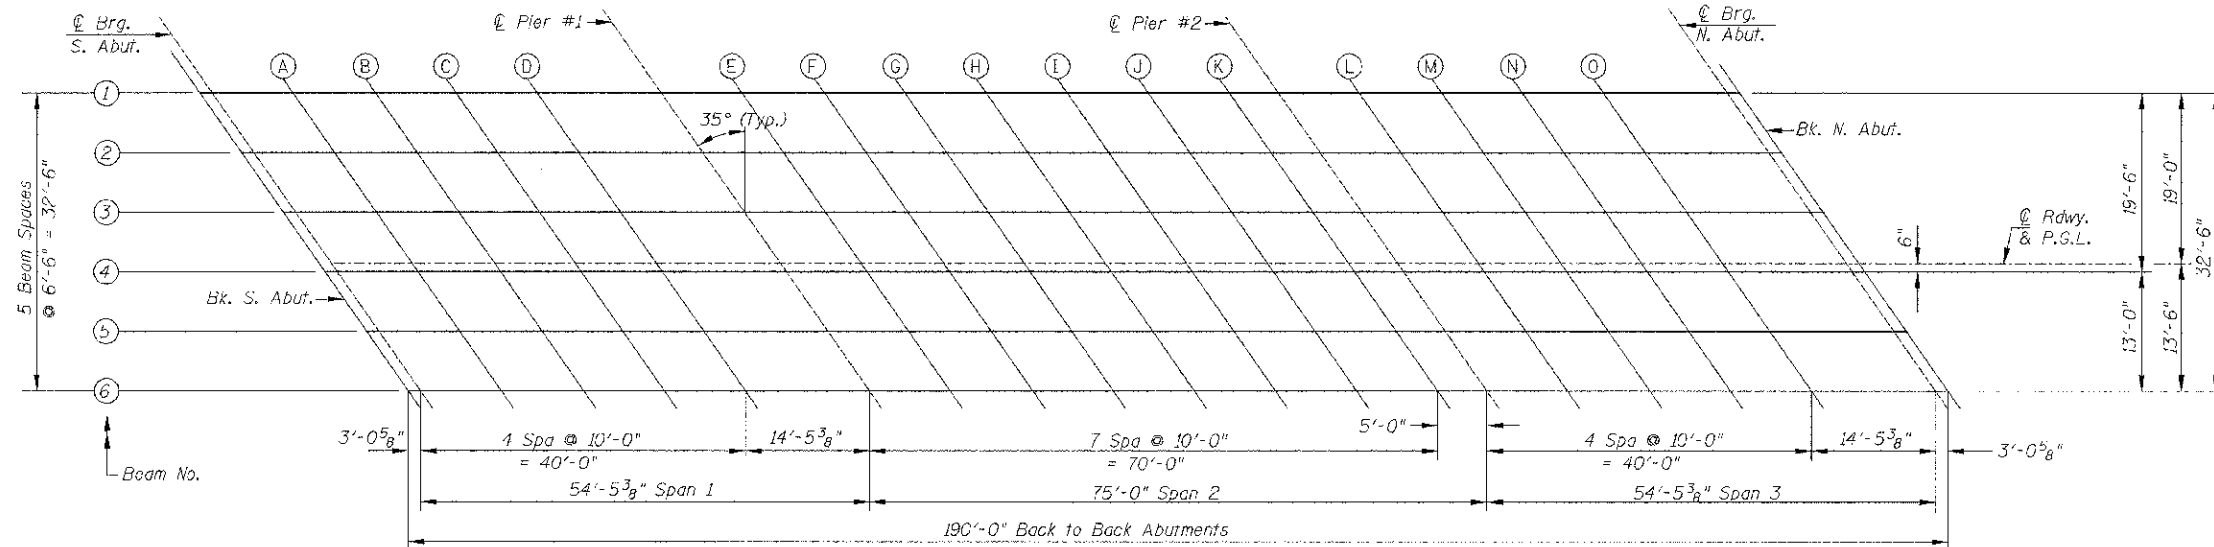 ℄ Brg.
S. Abut.
℄ Pier #1
℄ Pier #2
℄ Brg.
N. Abut.
A
B
C
D
E
F
G
H
I
J
K
L
M
N
O
1
2
3
4
5
6
35° (Typ.)
Bk. N. Abut.
5 Beam Spaces
@ 6'-6" = 32'-6"
19'-6"
19'-0"
32'-6"
6"
℄ Rdwy.
& P.G.L.
Bk. S. Abut.
13'-0"
13'-6"
3'-0⅝"
4 Spa @ 10'-0"
= 40'-0"
14'-5⅜"
7 Spa @ 10'-0"
= 70'-0"
5'-0"
4 Spa @ 10'-0"
= 40'-0"
14'-5⅜"
3'-0⅝"
Beam No.
54'-5⅜" Span 1
75'-0" Span 2
54'-5⅜" Span 3
190'-0" Back to Back Abutments